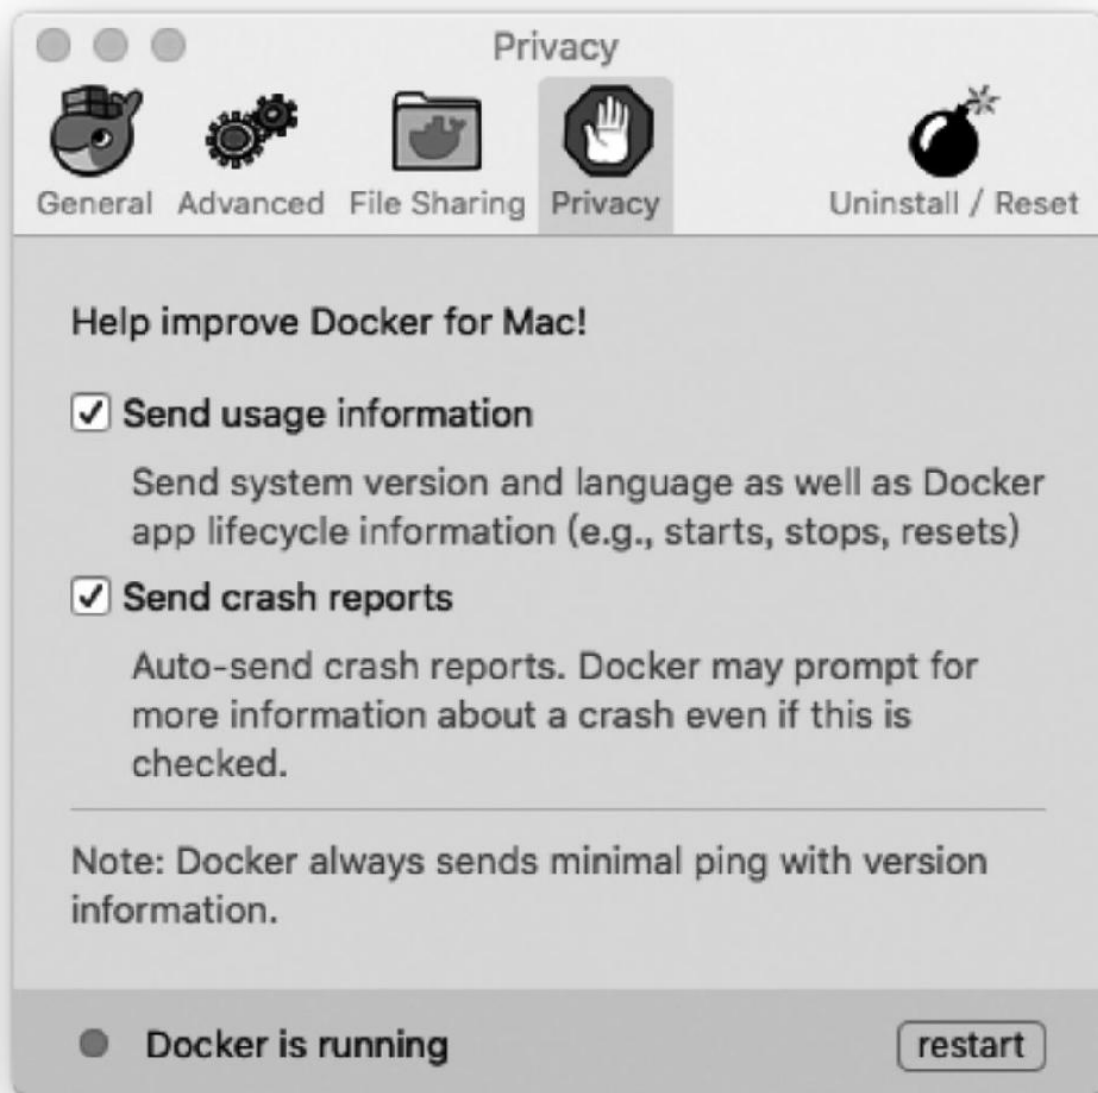 Privacy
General Advanced File Sharing Privacy Uninstall / Reset
Help improve Docker for Mac!
Send usage information
Send system version and language as well as Docker
app lifecycle information (e.g., starts, stops, resets)
Send crash reports
Auto-send crash reports. Docker may prompt for
more information about a crash even if this is
checked.
Note: Docker always sends minimal ping with version
information.
Docker is running restart